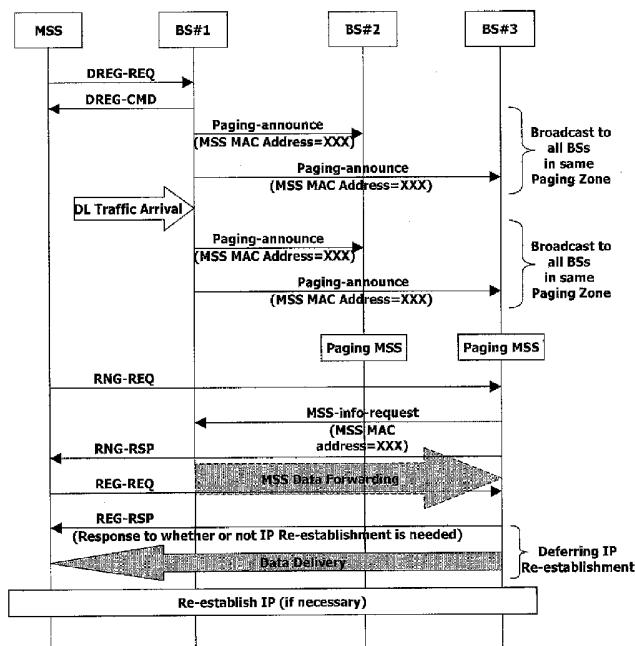 MSS
BS#1
BS#2
BS#3
DREG-REQ
DREG-CMD
Paging-announce
(MSS MAC Address=XXX)
Paging-announce
(MSS MAC Address=XXX)
Broadcast to
all BSs
in same
Paging Zone
DL Traffic Arrival
Paging-announce
(MSS MAC Address=XXX)
Paging-announce
(MSS MAC Address=XXX)
Broadcast to
all BSs
in same
Paging Zone
Paging MSS
Paging MSS
RNG-REQ
MSS-info-request
(MSS MAC
address=XXX)
RNG-RSP
MSS Data Forwarding
REG-REQ
REG-RSP
(Response to whether or not IP Re-establishment is needed)
Data Delivery
Deferring IP
Re-establishment
Re-establish IP (if necessary)